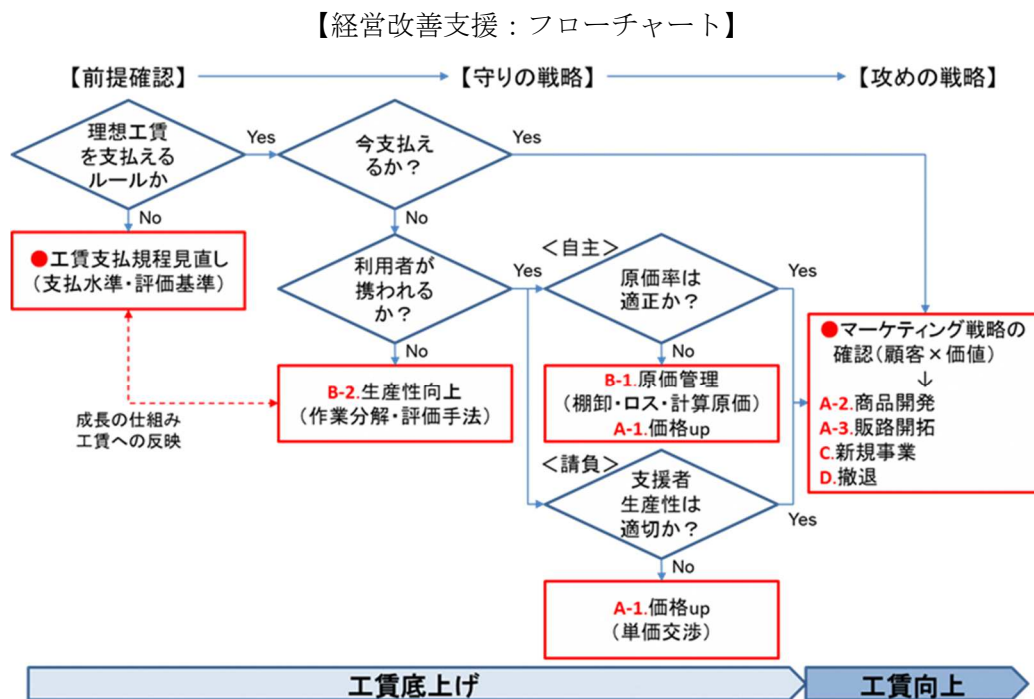 【経営改善支援：フローチャート】
【前提確認】
【守りの戦略】
【攻めの戦略】
理想工賃
を支払える
ルールか
Yes
今支払え
るか？
Yes
No
No
●工賃支払規程見直し
（支払水準・評価基準）
利用者が
携われる
か？
Yes
＜自主＞
原価率は
適正か？
Yes
No
No
B-2.生産性向上
（作業分解・評価手法）
成長の仕組み
工賃への反映
B-1.原価管理
（棚卸・ロス・計算原価）
A-1.価格up
●マーケティング戦略の
確認（顧客×価値）
↓
A-2.商品開発
A-3.販路開拓
C.新規事業
D.撤退
＜請負＞
支援者
生産性は
適切か？
Yes
No
A-1.価格up
（単価交渉）
工賃底上げ
工賃向上